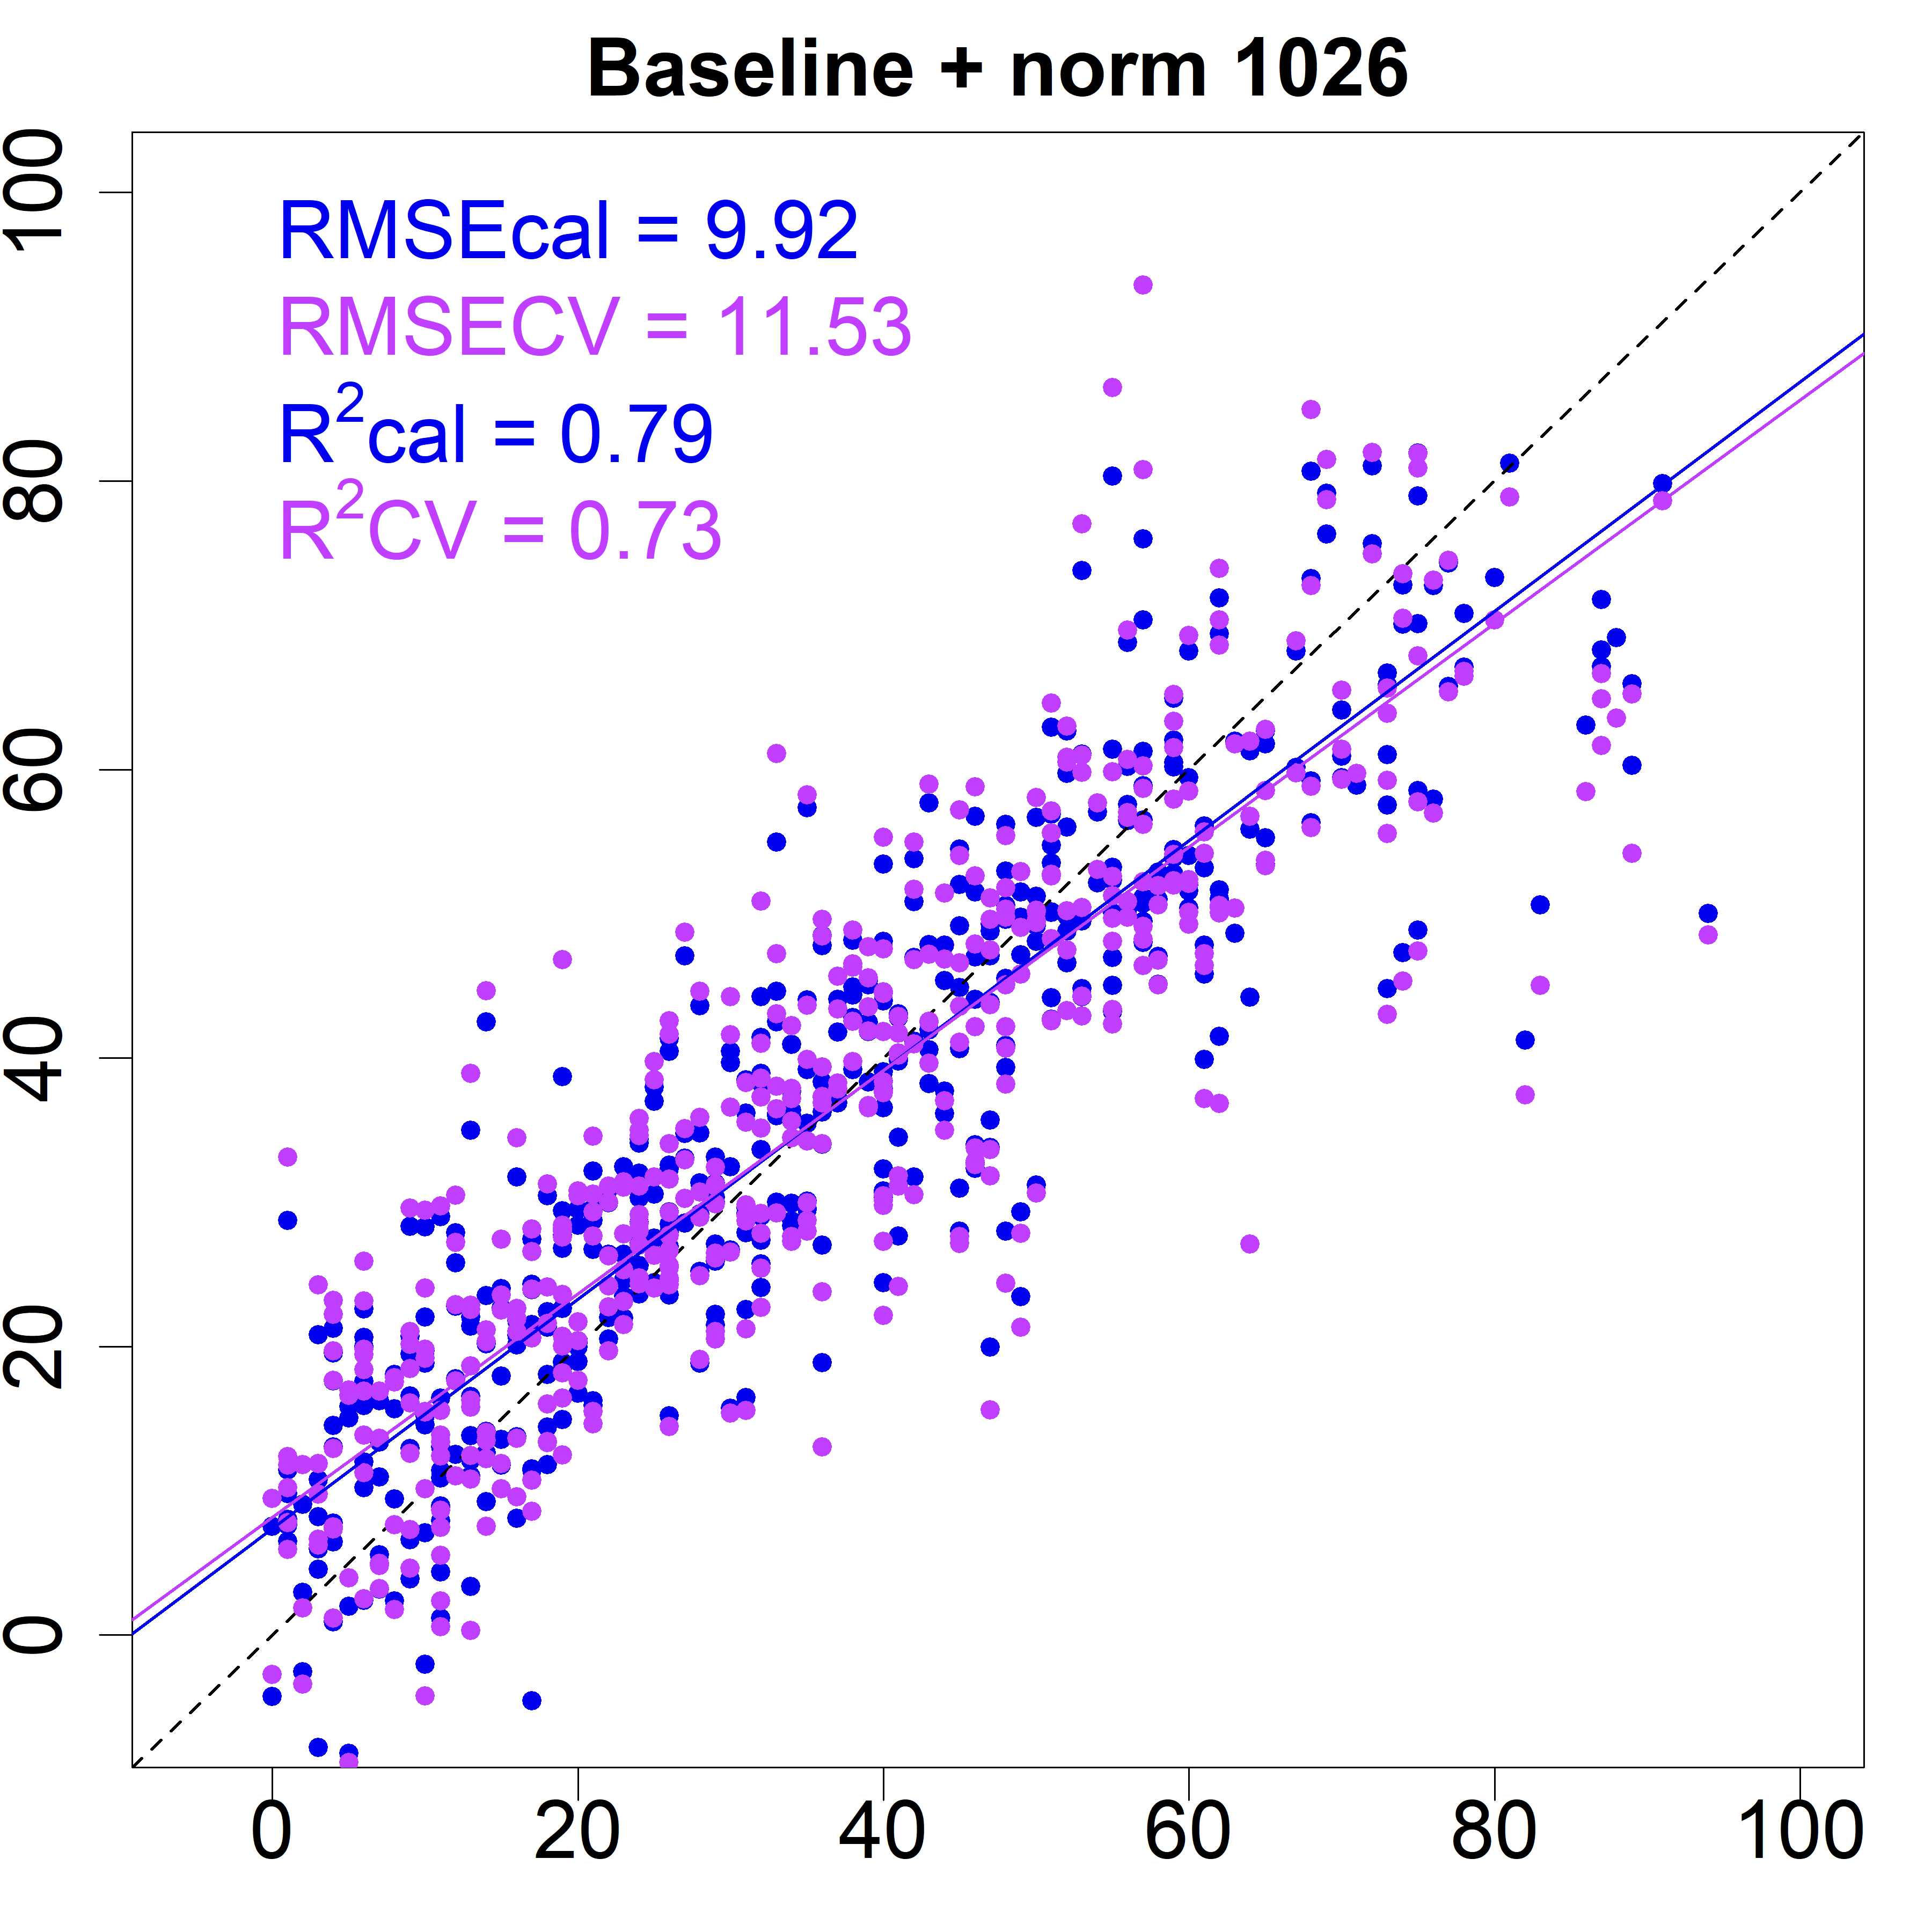 Baseline + norm 1026
RMSEcal = 9.92
RMSECV = 11.53
R²cal = 0.79
R²CV = 0.73
100
80
60
40
20
0
0 20 40 60 80 100